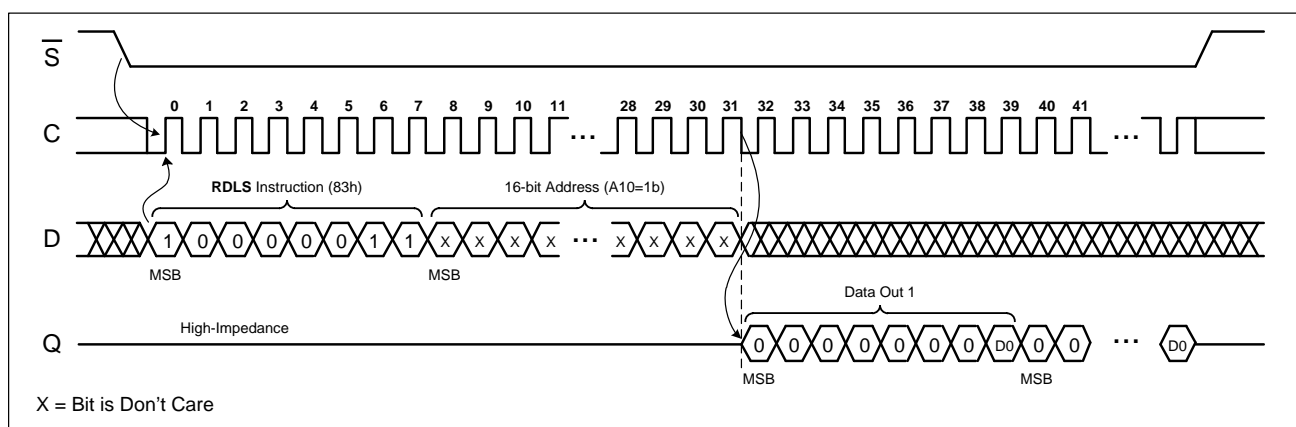 S
0 1 2 3 4 5 6 7 8 9 10 11 28 29 30 31 32 33 34 35 36 37 38 39 40 41
C ... ...
RDLS Instruction (83h) 16-bit Address (A10=1b)
D 1 0 0 0 0 0 1 1 X X X X ... X X X X
MSB MSB
Data Out 1
High-Impedance
Q 0 0 0 0 0 0 0 D0 0 0 ... D0
MSB MSB
X = Bit is Don't Care